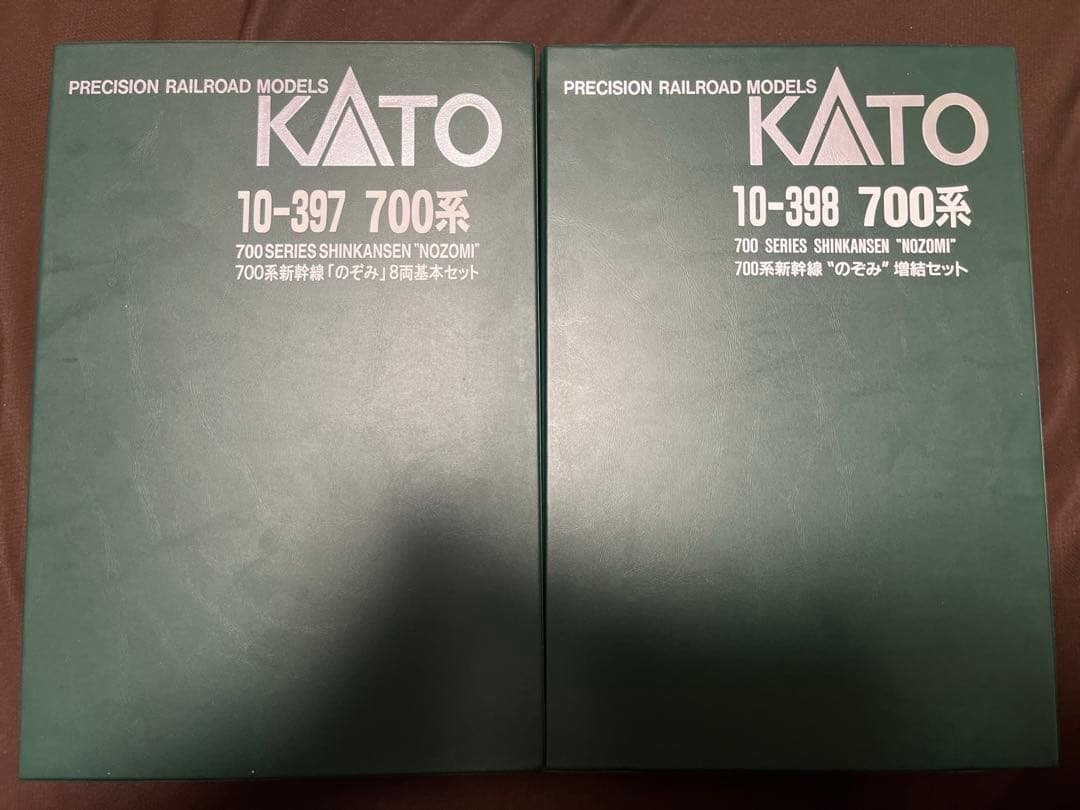 PRECISION RAILROAD MODELS
KATO
10-397 700系
700 SERIES SHINKANSEN "NOZOMI"
700系新幹線「のぞみ」8両基本セット
PRECISION RAILROAD MODELS
KATO
10-398 700系
700 SERIES SHINKANSEN "NOZOMI"
700系新幹線“のぞみ”増結セット